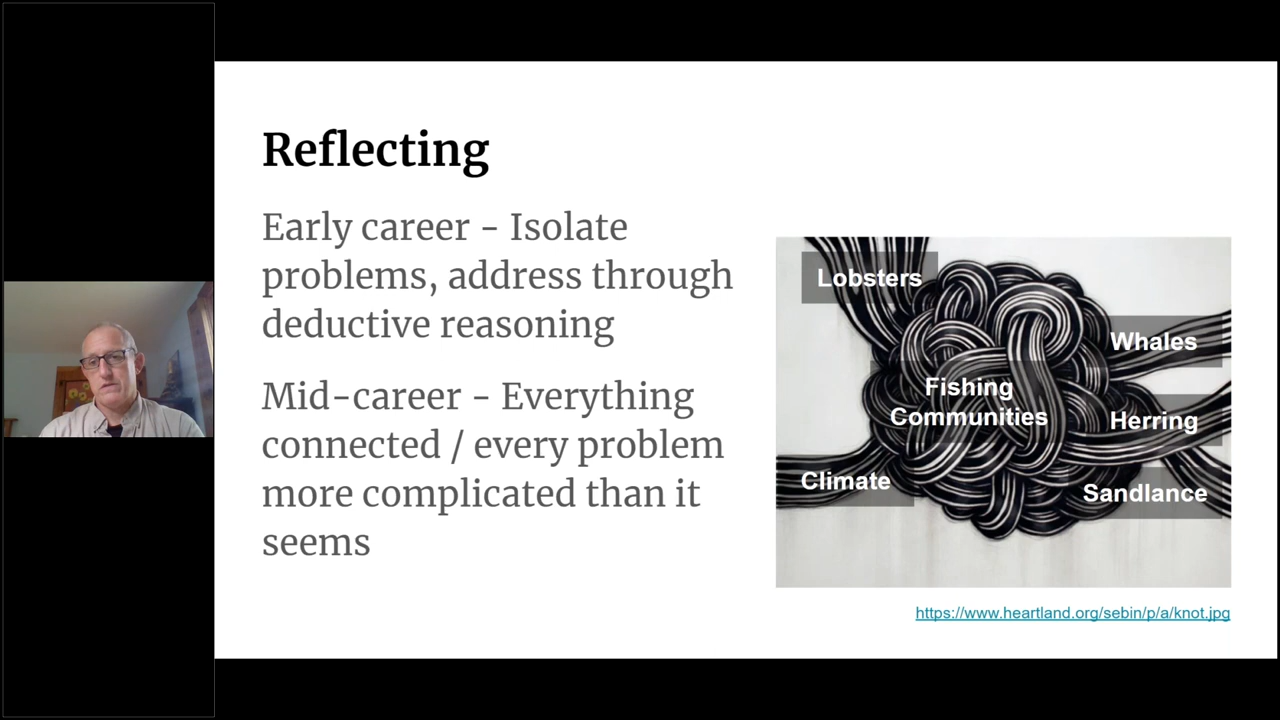 Reflecting
Early career - Isolate
problems, address through
deductive reasoning
Mid-career - Everything
connected / every problem
more complicated than it
seems
Lobsters
Whales
Fishing
Communities
Herring
Climate
Sandlance
https://www.heartland.org/sebin/p/a/knot.jpg